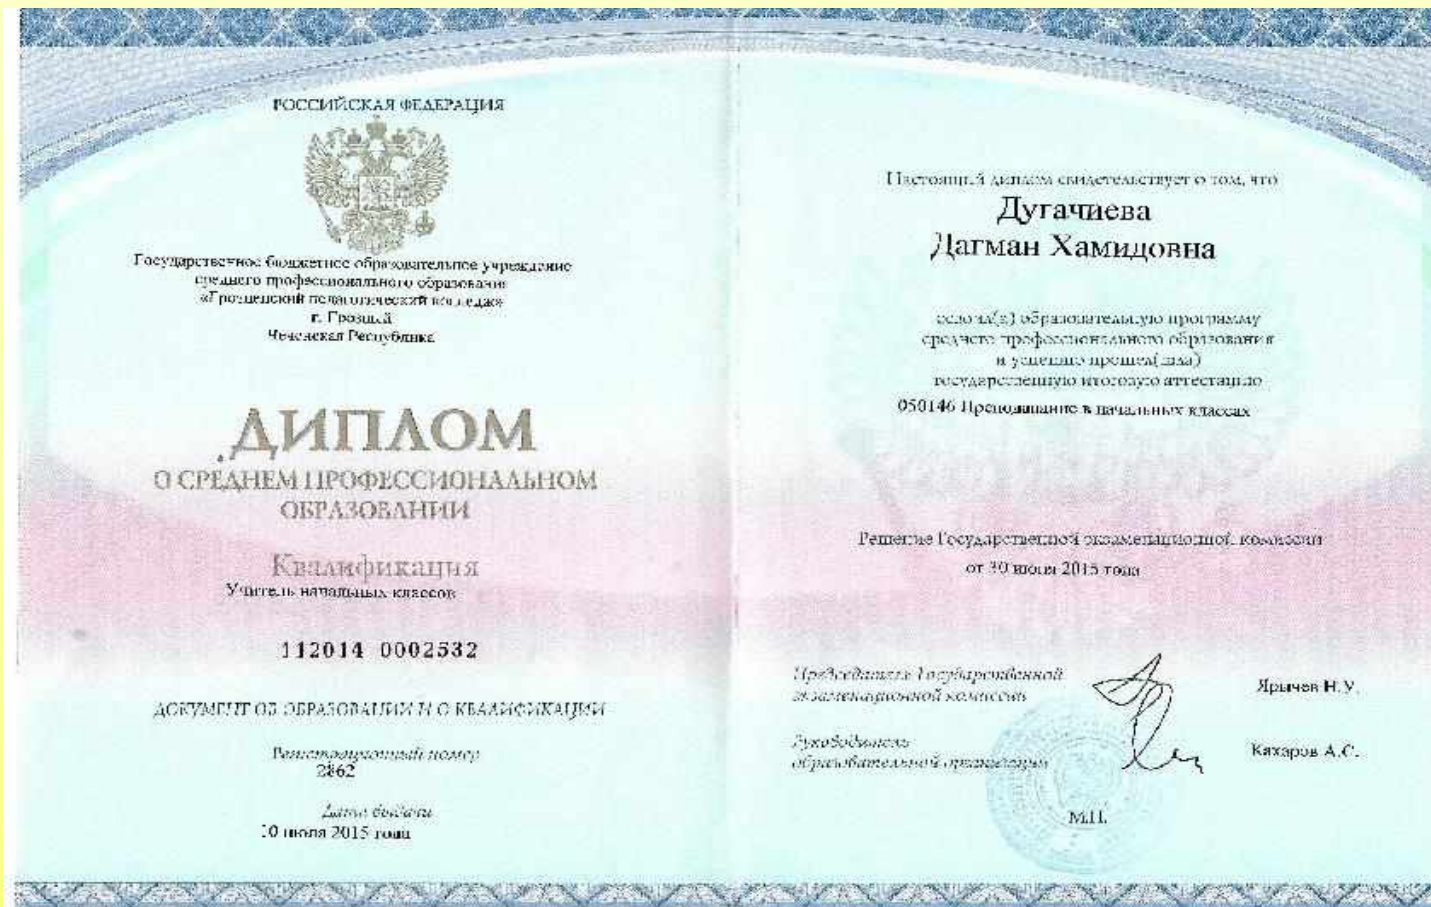 РОССИЙСКАЯ ФЕДЕРАЦИЯ
Государственное бюджетное образовательное учреждение
среднего профессионального образования
«Грозненский педагогический колледж»
г. Грозный
Чеченская Республика
ДИПЛОМ
О СРЕДНЕМ ПРОФЕССИОНАЛЬНОМ
ОБРАЗОВАНИИ
Квалификация
Учитель начальных классов
112014 0002532
ДОКУМЕНТ ОБ ОБРАЗОВАНИИ И О КВАЛИФИКАЦИИ
Регистрационный номер
2862
Дата выдачи
июля 2015 года
Настоящий диплом свидетельствует о том, что
Дугачиева
Хамидовна
освоил(а) образовательную программу
среднего профессионального образования
и успешно прошел(шла)
государственную итоговую аттестацию
050146 Преподавание в начальных классах
Решение Государственной экзаменационной комиссии
от 30 июня 2015 года
Председатель Государственной
экзаменационной комиссии
Ярычев Н.У.
Руководитель
образовательной организации
Кахаров А.С.
М.П.